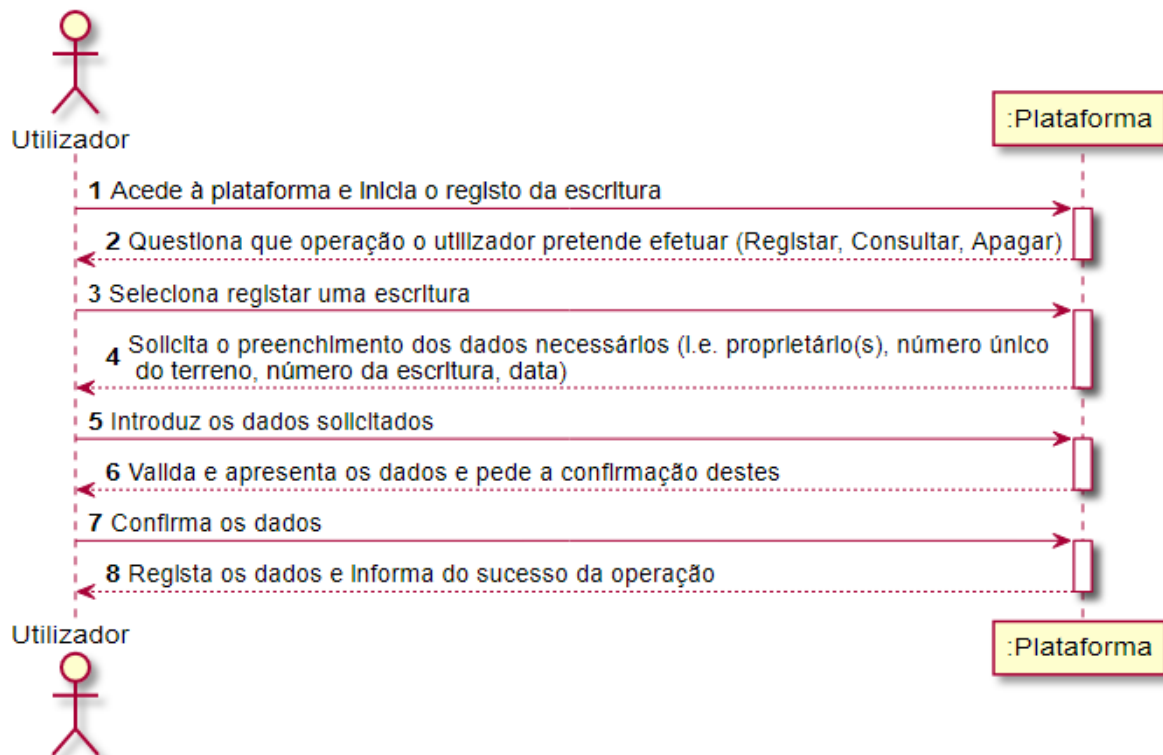 Utilizador
:Plataforma
1 Acede à plataforma e inicia o registo da escritura
2 Questiona que operação o utilizador pretende efetuar (Registar, Consultar, Apagar)
3 Seleciona registar uma escritura
4 Solicita o preenchimento dos dados necessários (i.e. proprietário(s), número único
do terreno, número da escritura, data)
5 Introduz os dados solicitados
6 Valida e apresenta os dados e pede a confirmação destes
7 Confirma os dados
8 Regista os dados e informa do sucesso da operação
Utilizador
:Plataforma